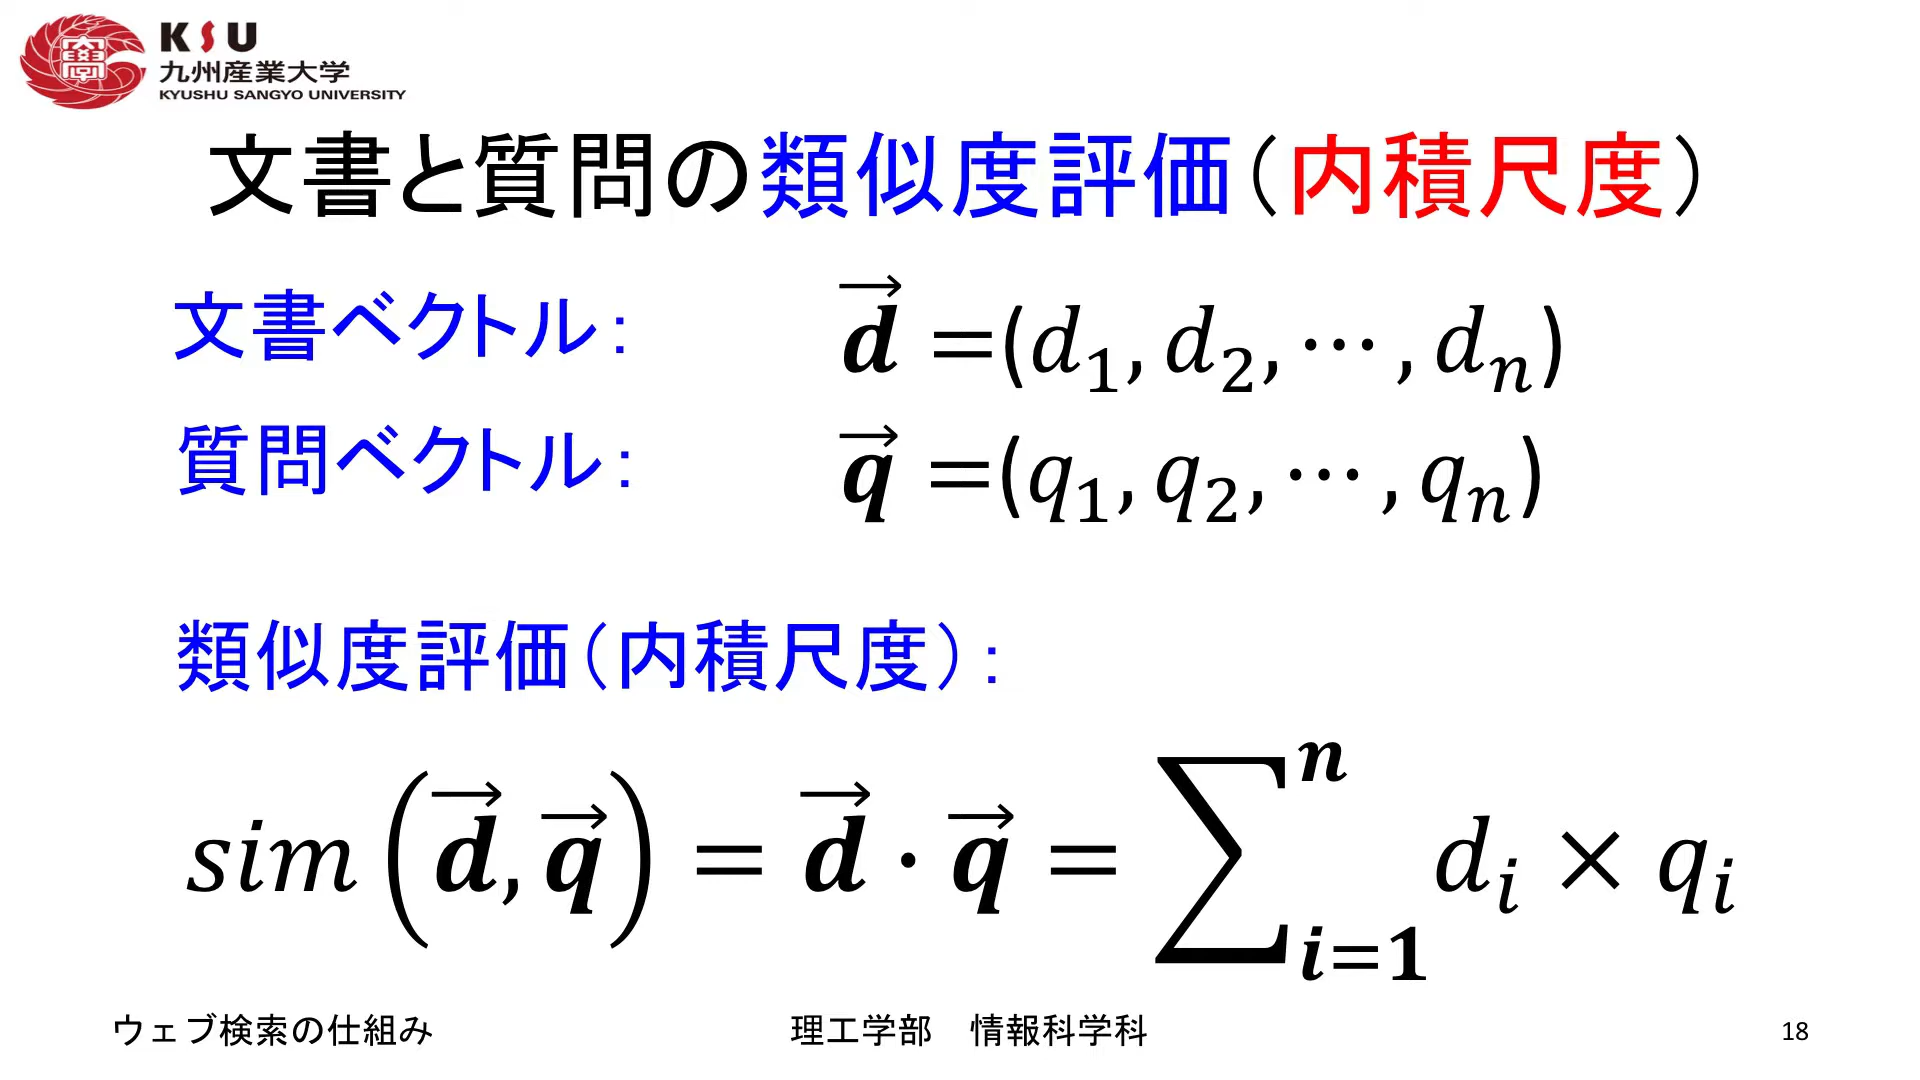 KSU
九州産業大学
KYUSHU SANGYO UNIVERSITY
文書と質問の類似度評価（内積尺度）
文書ベクトル： d⃗ =(d₁, d₂, ⋯ , dₙ)
質問ベクトル： q⃗ =(q₁, q₂, ⋯ , qₙ)
類似度評価（内積尺度）：
sim(d⃗, q⃗) = d⃗ · q⃗ = ∑ⁿᵢ₌₁ dᵢ × qᵢ
ウェブ検索の仕組み 理工学部　情報科学科 18